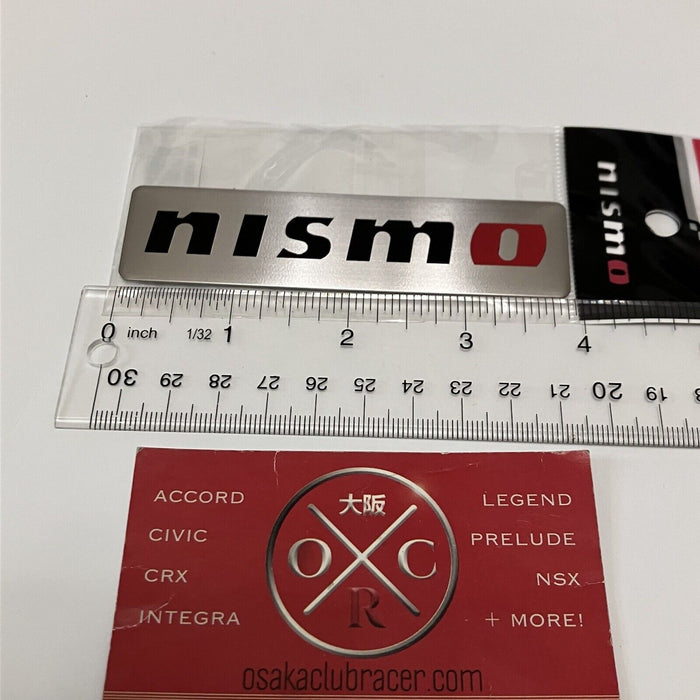 nismo
nismo
0 inch 1/32 1 2 3 4
30 29 28 27 26 25 24 23 22 21 20 19
大阪
O C
R
ACCORD
CIVIC
CRX
INTEGRA
LEGEND
PRELUDE
NSX
+ MORE!
osakaclubracer.com